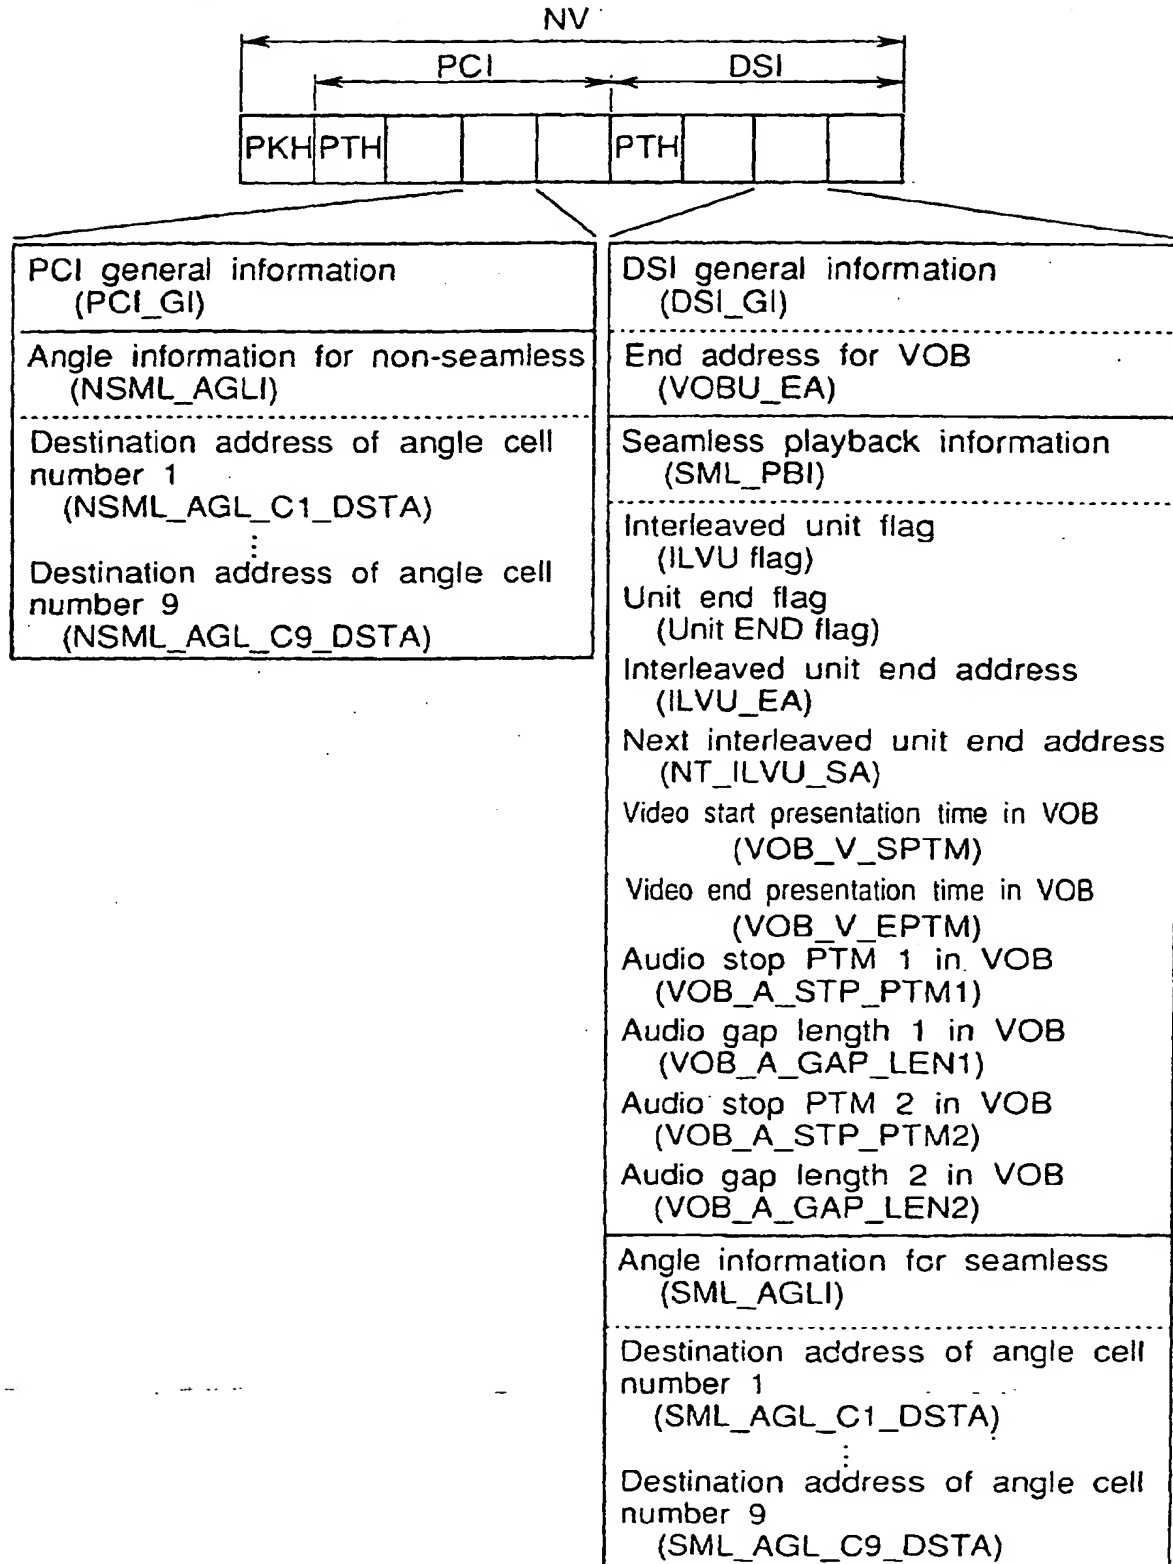 NV
PCI DSI
PKH PTH PTH
PCI general information
(PCI_GI)
Angle information for non-seamless
(NSML_AGLI)
Destination address of angle cell
number 1
(NSML_AGL_C1_DSTA)
Destination address of angle cell
number 9
(NSML_AGL_C9_DSTA)
DSI general information
(DSI_GI)
End address for VOB
(VOBU_EA)
Seamless playback information
(SML_PBI)
Interleaved unit flag
(ILVU flag)
Unit end flag
(Unit END flag)
Interleaved unit end address
(ILVU_EA)
Next interleaved unit end address
(NT_ILVU_SA)
Video start presentation time in VOB
(VOB_V_SPTM)
Video end presentation time in VOB
(VOB_V_EPTM)
Audio stop PTM 1 in VOB
(VOB_A_STP_PTM1)
Audio gap length 1 in VOB
(VOB_A_GAP_LEN1)
Audio stop PTM 2 in VOB
(VOB_A_STP_PTM2)
Audio gap length 2 in VOB
(VOB_A_GAP_LEN2)
Angle information for seamless
(SML_AGLI)
Destination address of angle cell
number 1
(SML_AGL_C1_DSTA)
Destination address of angle cell
number 9
(SML_AGL_C9_DSTA)